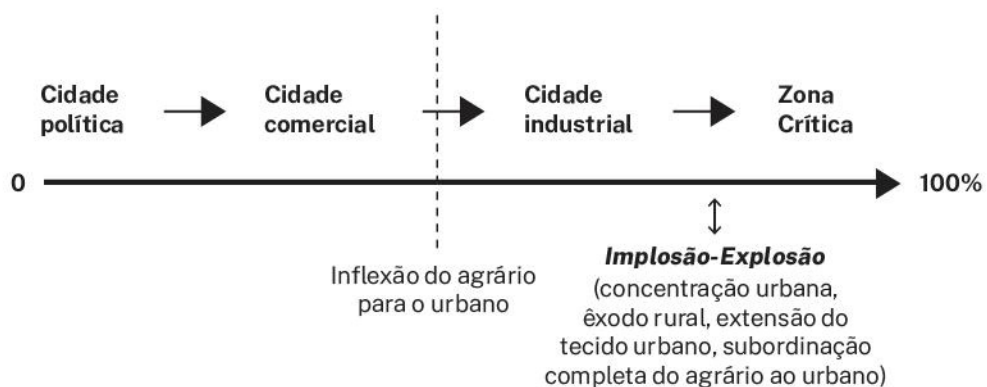 Cidade
política
Cidade
comercial
Cidade
industrial
Zona
Crítica
0
100%
Inflexão do agrário
para o urbano
Implosão-Explosão
(concentração urbana,
êxodo rural, extensão do
tecido urbano, subordinação
completa do agrário ao urbano)